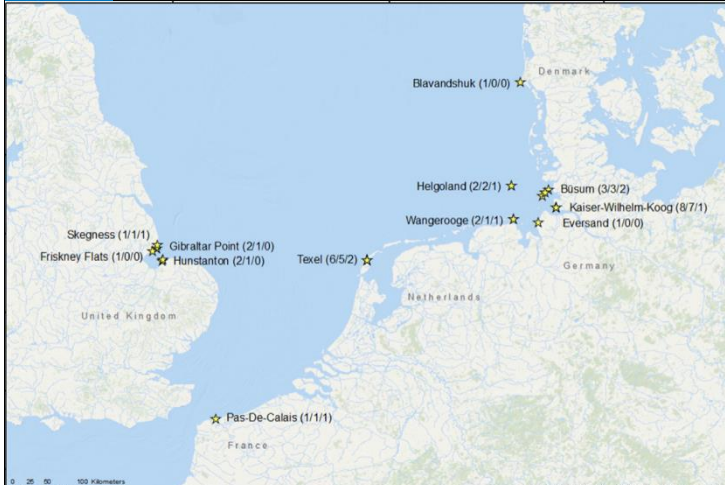 Denmark
Blavandshuk (1/0/0)
Helgoland (2/2/1)
Büsum (3/3/2)
Kaiser-Wilhelm-Koog (8/7/1)
Wangerooge (2/1/1)
Eversand (1/0/0)
Skegness (1/1/1)
Gibraltar Point (2/1/0)
Friskney Flats (1/0/0)
Hunstanton (2/1/0)
Texel (6/5/2)
Germany
Netherlands
United Kingdom
Pas-De-Calais (1/1/1)
France
0 25 50 100 Kilometers